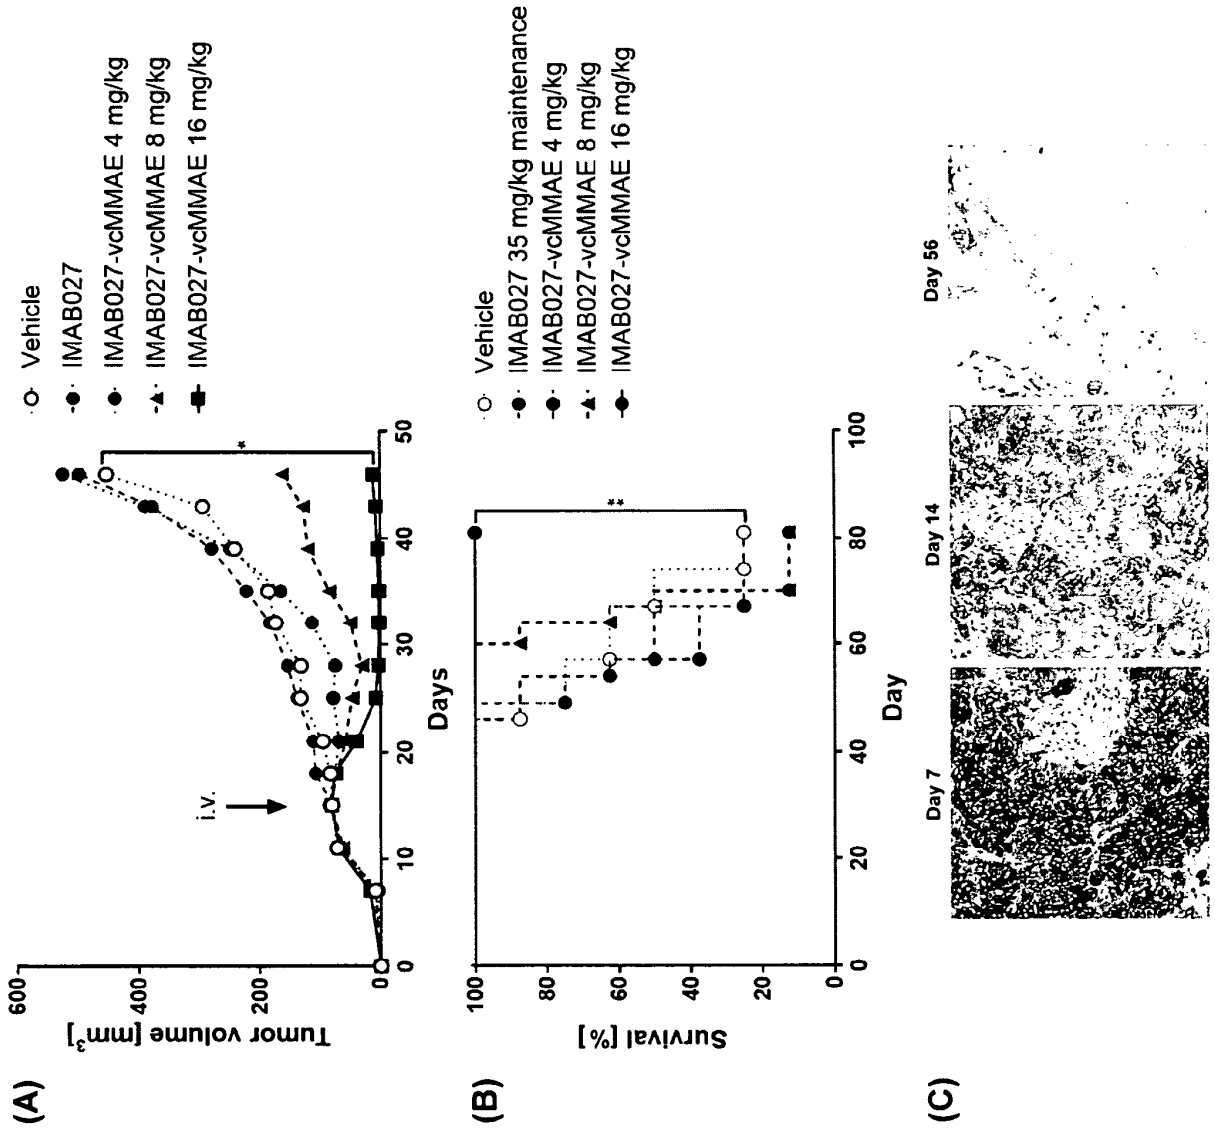 (A)
Tumor volume [mm³]
600
400
200
0
0
10
20
30
40
50
Days
i.v.
*
Vehicle
IMAB027
IMAB027-vcMMAE 4 mg/kg
IMAB027-vcMMAE 8 mg/kg
IMAB027-vcMMAE 16 mg/kg
(B)
Survival [%]
100
80
60
40
20
0
0
20
40
60
80
100
Day
**
Vehicle
IMAB027 35 mg/kg maintenance
IMAB027-vcMMAE 4 mg/kg
IMAB027-vcMMAE 8 mg/kg
IMAB027-vcMMAE 16 mg/kg
(C)
Day 7
Day 14
Day 56